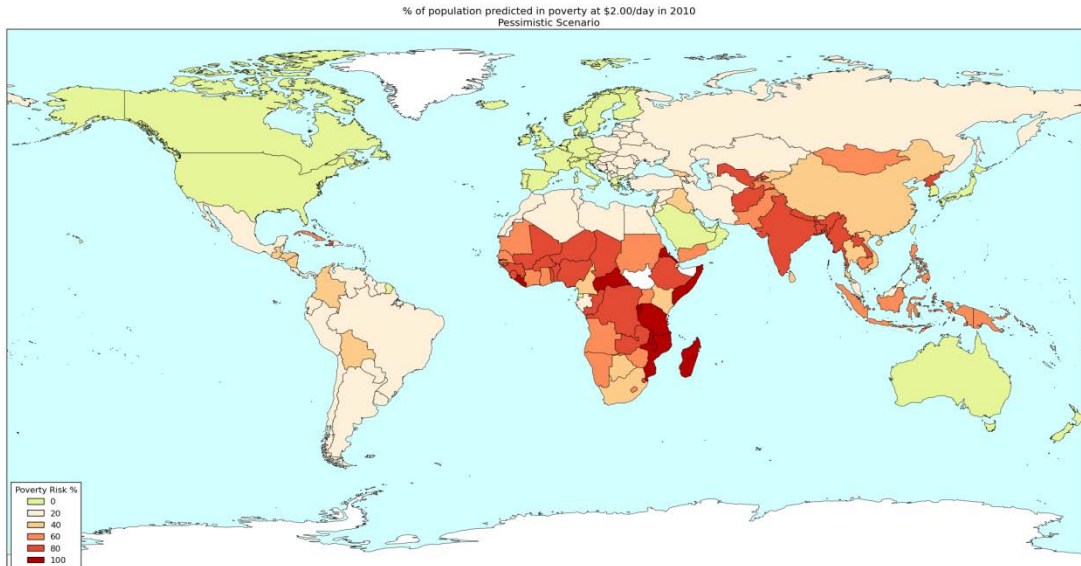 % of population predicted in poverty at $2.00/day in 2010
Pessimistic Scenario
Poverty Risk %
0
20
40
60
80
100